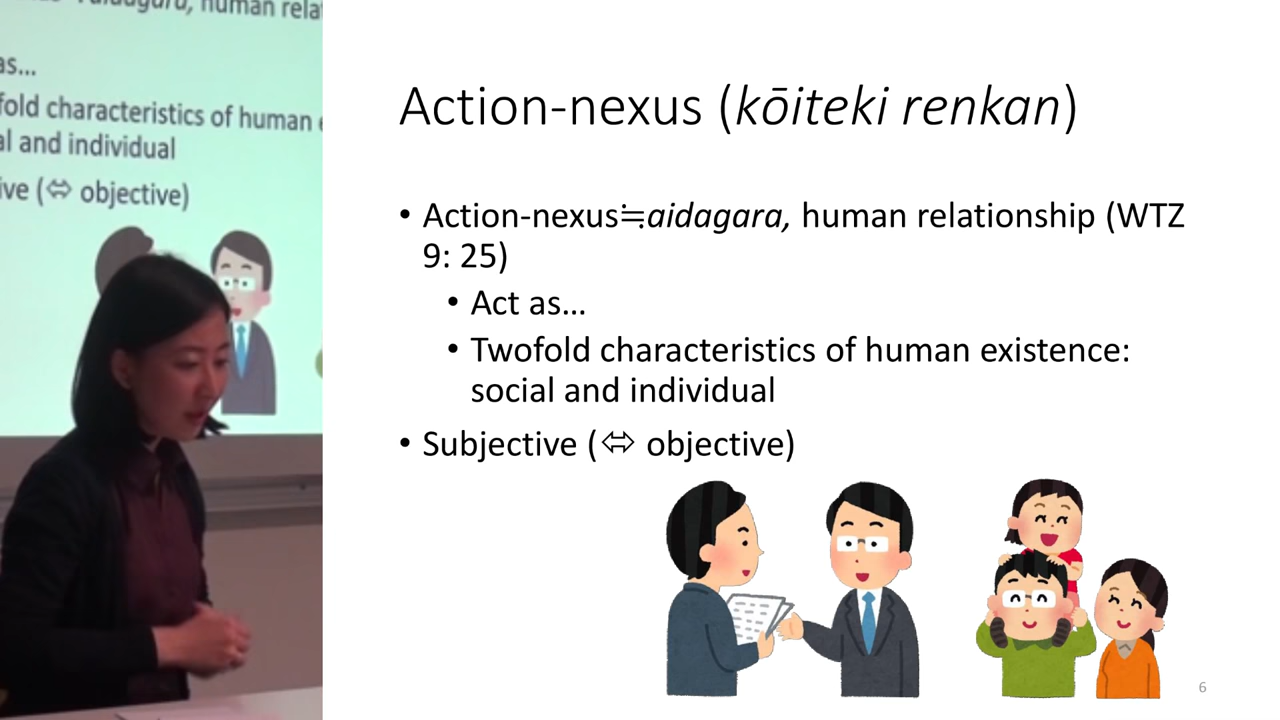 aidagara, human rela
as...
fold characteristics of human e
al and individual
ive (⇔ objective)
Action-nexus (kōiteki renkan)
• Action-nexus≒aidagara, human relationship (WTZ
9: 25)
• Act as…
• Twofold characteristics of human existence:
social and individual
• Subjective (⇔ objective)
6